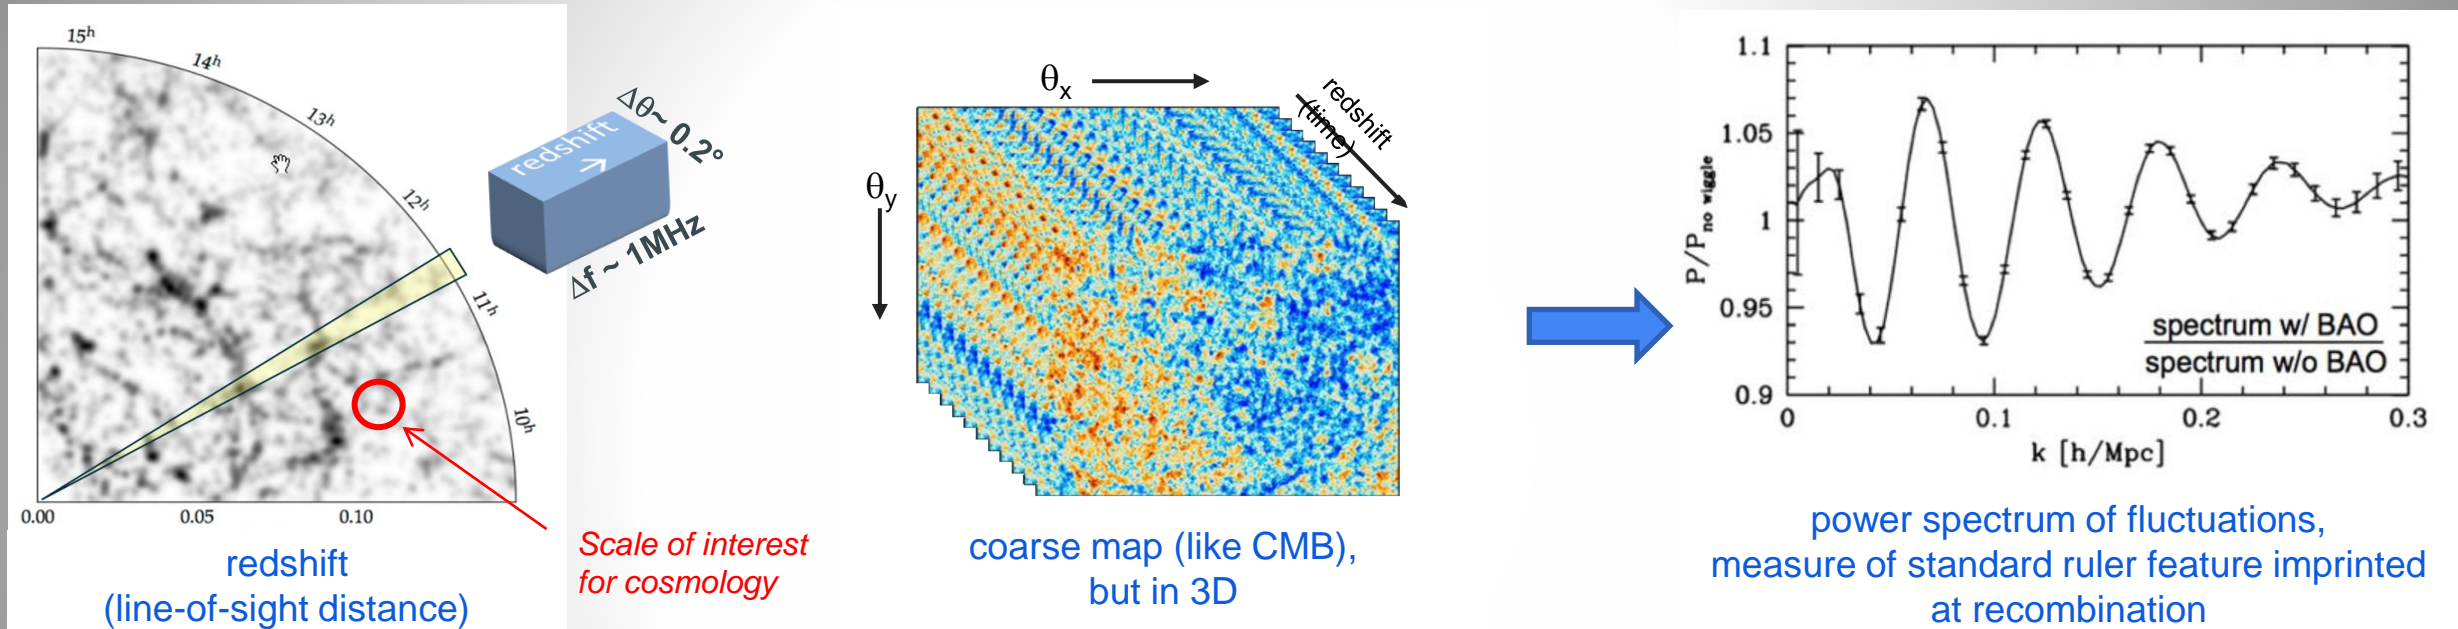 15h
14h
13h
12h
11h
10h
0.00 0.05 0.10
redshift
(line-of-sight distance)
redshift
Δθ~ 0.2°
Δf ~ 1MHz
Scale of interest
for cosmology
θx
θy
redshift
(time)
coarse map (like CMB),
but in 3D
1.1
1.05
1
0.95
0.9
P/Pno wiggle
spectrum w/ BAO
spectrum w/o BAO
0 0.1 0.2 0.3
k [h/Mpc]
power spectrum of fluctuations,
measure of standard ruler feature imprinted
at recombination